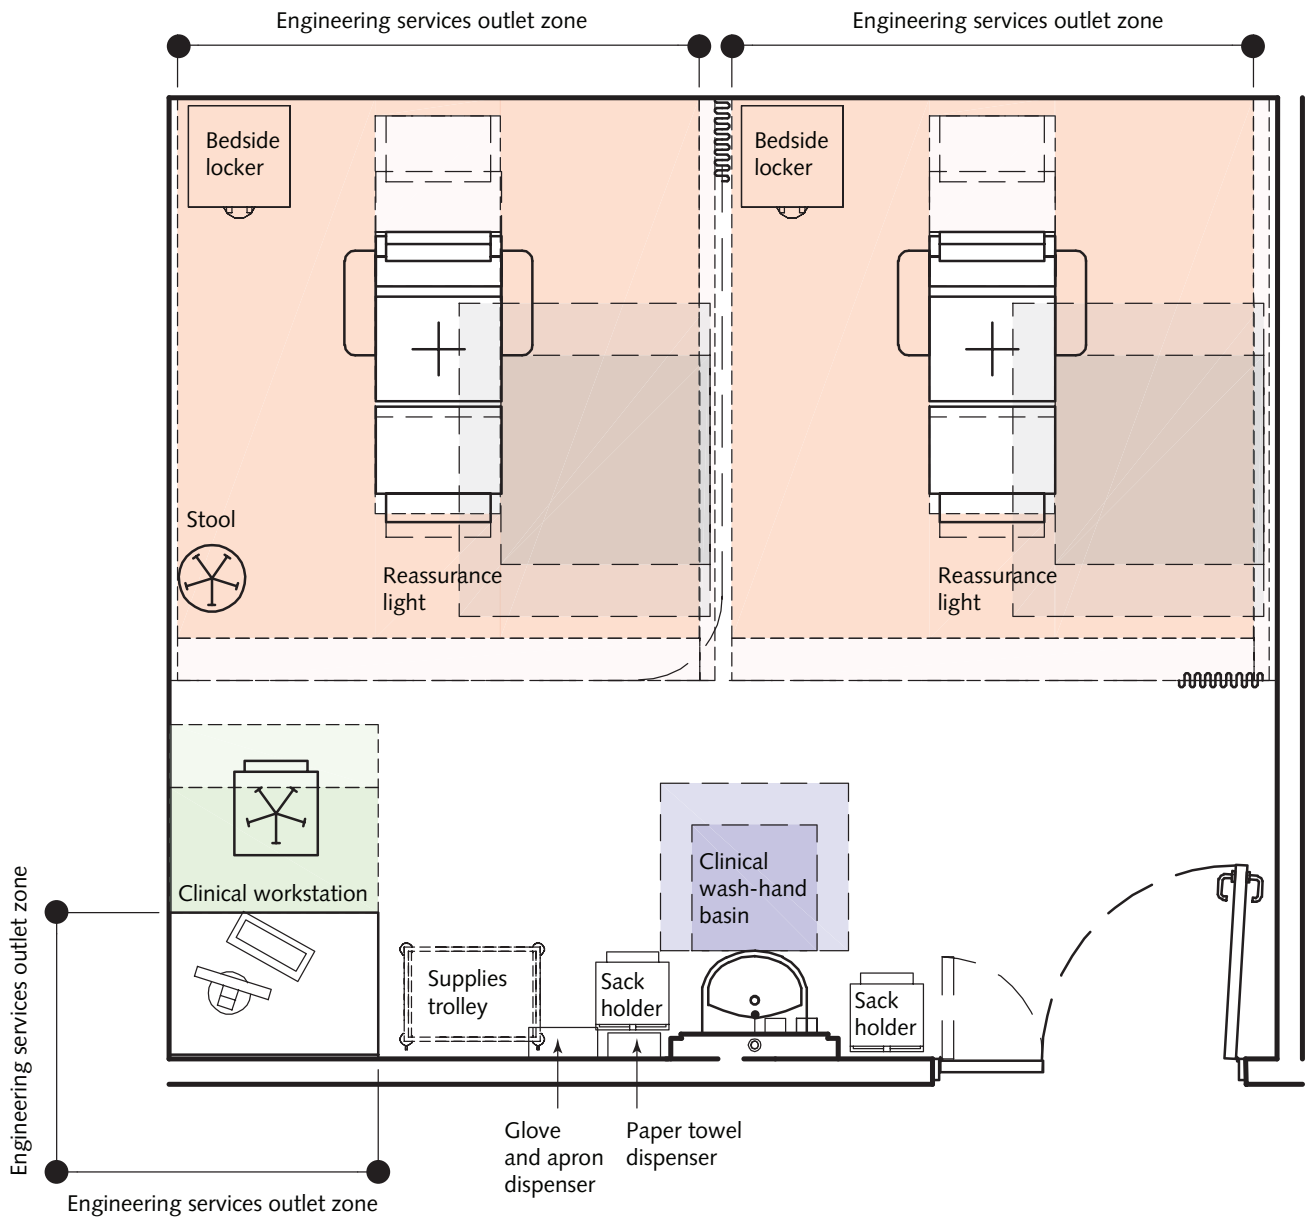 Engineering services outlet zone
Engineering services outlet zone
Bedside
locker
Bedside
locker
Stool
Reassurance
light
Reassurance
light
Clinical
wash-hand
basin
Clinical workstation
Engineering services outlet zone
Supplies
trolley
Sack
holder
Sack
holder
Glove
and apron
dispenser
Paper towel
dispenser
Engineering services outlet zone